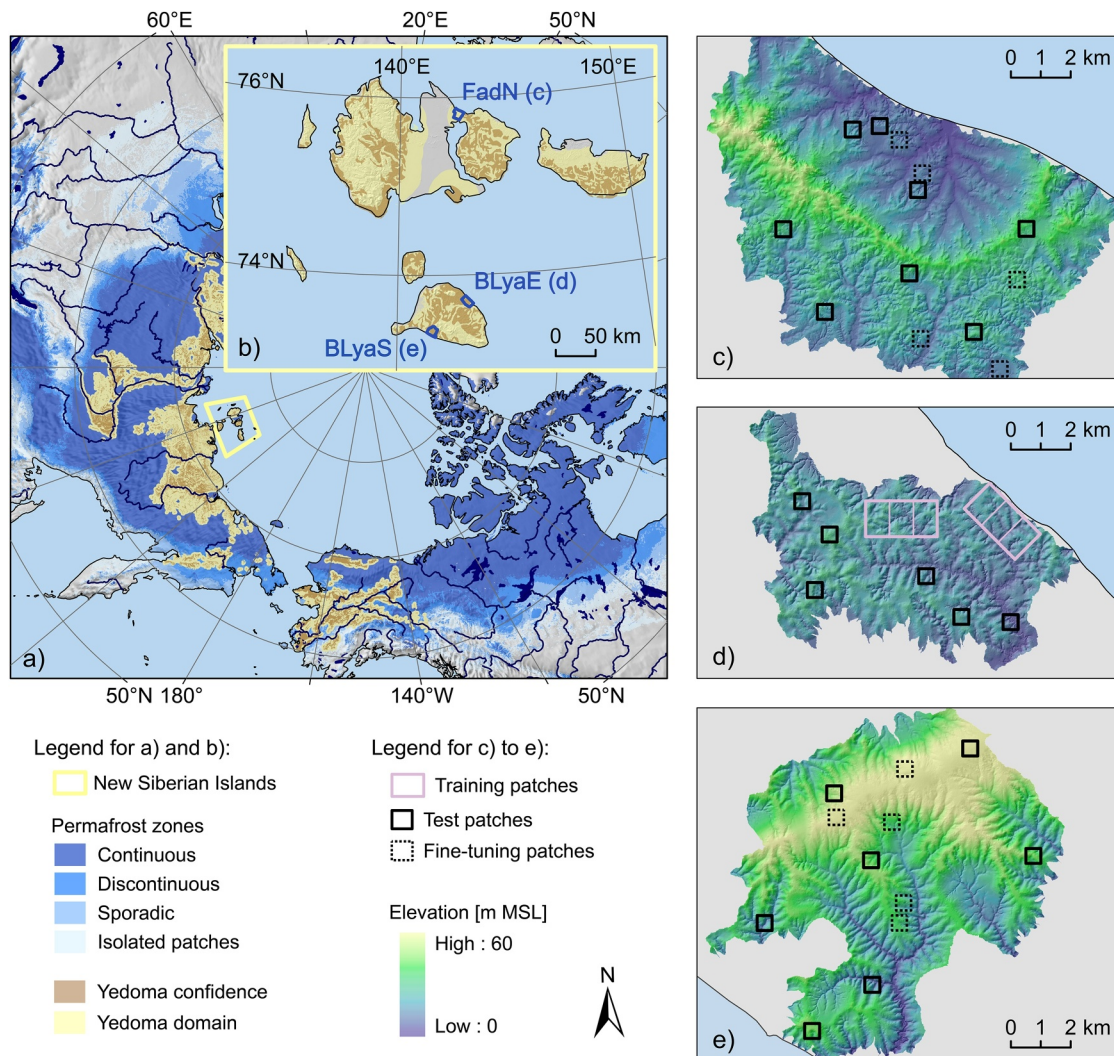 60°E 20°E 50°N
140°E 150°E
76°N
FadN (c)
74°N
BLyaE (d)
BLyaS (e)
0 50 km
b)
a)
50°N 180° 140°W 50°N
0 1 2 km
c)
0 1 2 km
d)
0 1 2 km
e)
Legend for a) and b):
New Siberian Islands
Permafrost zones
Continuous
Discontinuous
Sporadic
Isolated patches
Yedoma confidence
Yedoma domain
Legend for c) to e):
Training patches
Test patches
Fine-tuning patches
Elevation [m MSL]
High : 60
Low : 0
N